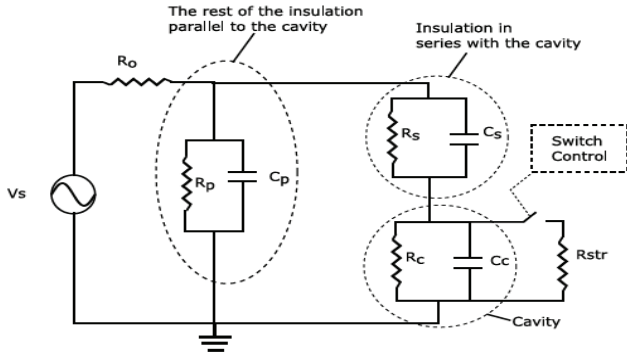 The rest of the insulation
parallel to the cavity
Insulation in
series with the cavity
Ro
Rs
Cs
Switch
Control
Vs
Rp
Cp
Rc
Cc
Rstr
Cavity